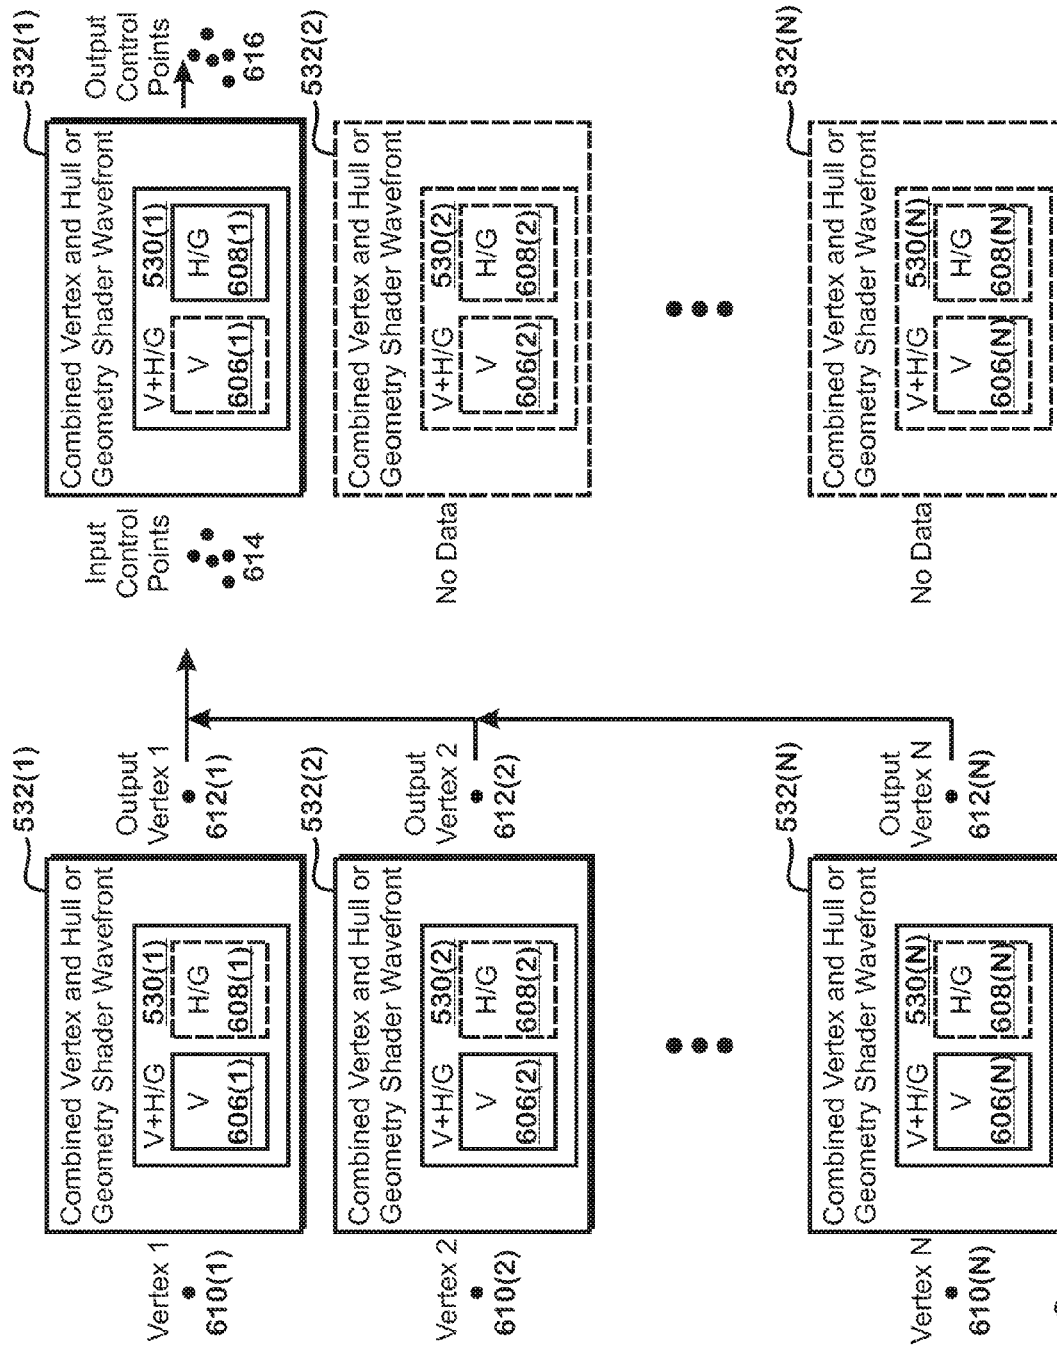 Vertex 1
610(1)
532(1)
Combined Vertex and Hull or
Geometry Shader Wavefront
V+H/G
530(1)
V
606(1)
H/G
608(1)
Output
Vertex 1
612(1)
Vertex 2
610(2)
532(2)
Combined Vertex and Hull or
Geometry Shader Wavefront
V+H/G
530(2)
V
606(2)
H/G
608(2)
Output
Vertex 2
612(2)
Vertex N
610(N)
532(N)
Combined Vertex and Hull or
Geometry Shader Wavefront
V+H/G
530(N)
V
606(N)
H/G
608(N)
Output
Vertex N
612(N)
Input
Control
Points
614
532(1)
Combined Vertex and Hull or
Geometry Shader Wavefront
V+H/G
530(1)
V
606(1)
H/G
608(1)
Output
Control
Points
616
No Data
532(2)
Combined Vertex and Hull or
Geometry Shader Wavefront
V+H/G
530(2)
V
606(2)
H/G
608(2)
No Data
532(N)
Combined Vertex and Hull or
Geometry Shader Wavefront
V+H/G
530(N)
V
606(N)
H/G
608(N)